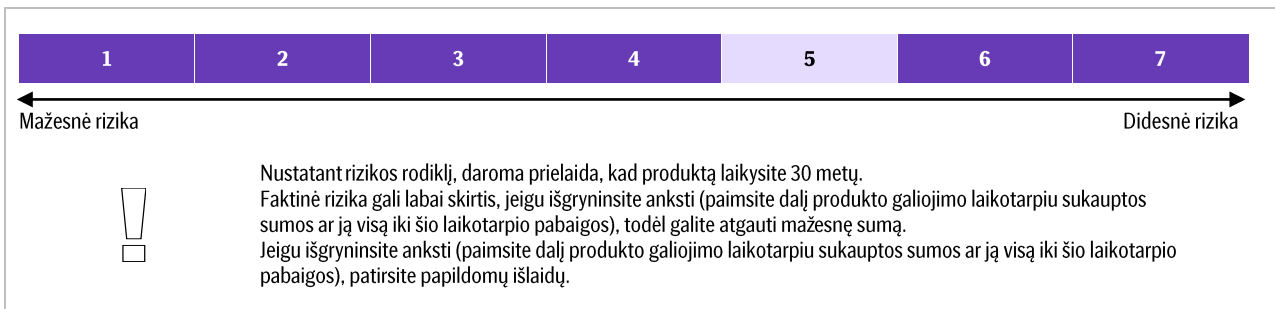 1 2 3 4 5 6 7
Mažesnė rizika Didesnė rizika
Nustatant rizikos rodiklį, daroma prielaida, kad produktą laikysite 30 metų.
Faktinė rizika gali labai skirtis, jeigu išgryninsite anksti (paimsite dalį produkto galiojimo laikotarpiu sukauptos
sumos ar ją visą iki šio laikotarpio pabaigos), todėl galite atgauti mažesnę sumą.
Jeigu išgryninsite anksti (paimsite dalį produkto galiojimo laikotarpiu sukauptos sumos ar ją visą iki šio laikotarpio
pabaigos), patirsite papildomų išlaidų.